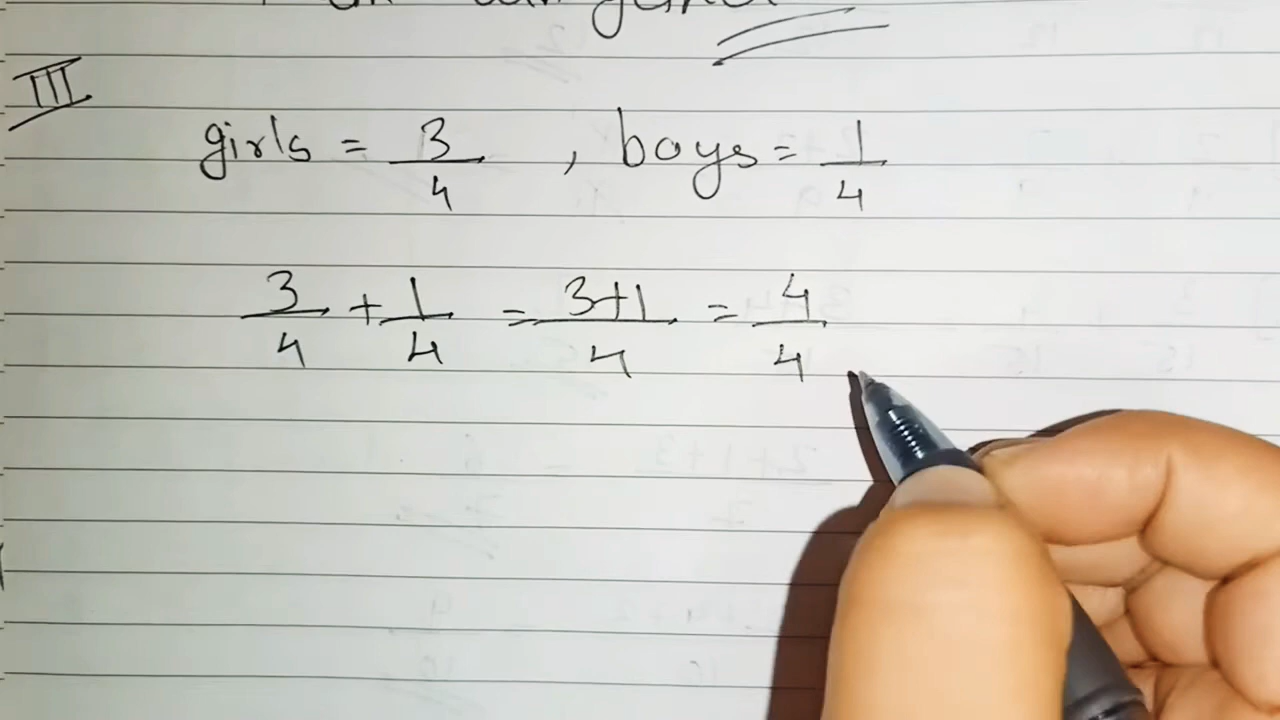 III
girls = 3/4 , boys = 1/4
3/4 + 1/4 = 3+1/4 = 4/4